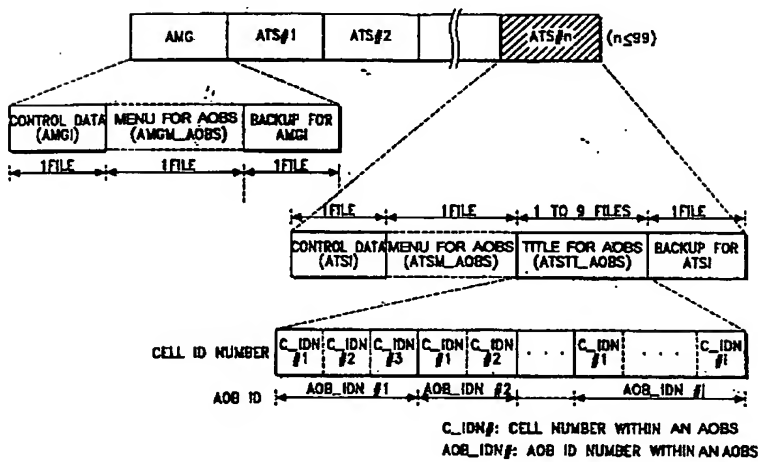 AMG ATS#1 ATS#2 ATS#n (n≤99)
CONTROL DATA (AMGI)
MENU FOR AOBS (AMGM_AOBS)
BACKUP FOR AMGI
1FILE 1FILE 1FILE
1FILE 1FILE 1 TO 9 FILES 1FILE
CONTROL DATA (ATSI)
MENU FOR AOBS (ATSM_AOBS)
TITLE FOR AOBS (ATSTT_AOBS)
BACKUP FOR ATSI
CELL ID NUMBER
C_IDN #1
C_IDN #2
C_IDN #3
C_IDN #1
C_IDN #2
· · ·
C_IDN #1
· · ·
C_IDN #i
AOB ID AOB_IDN #1 AOB_IDN #2 AOB_IDN #i
C_IDN#: CELL NUMBER WITHIN AN AOBS
AOB_IDN#: AOB ID NUMBER WITHIN AN AOBS